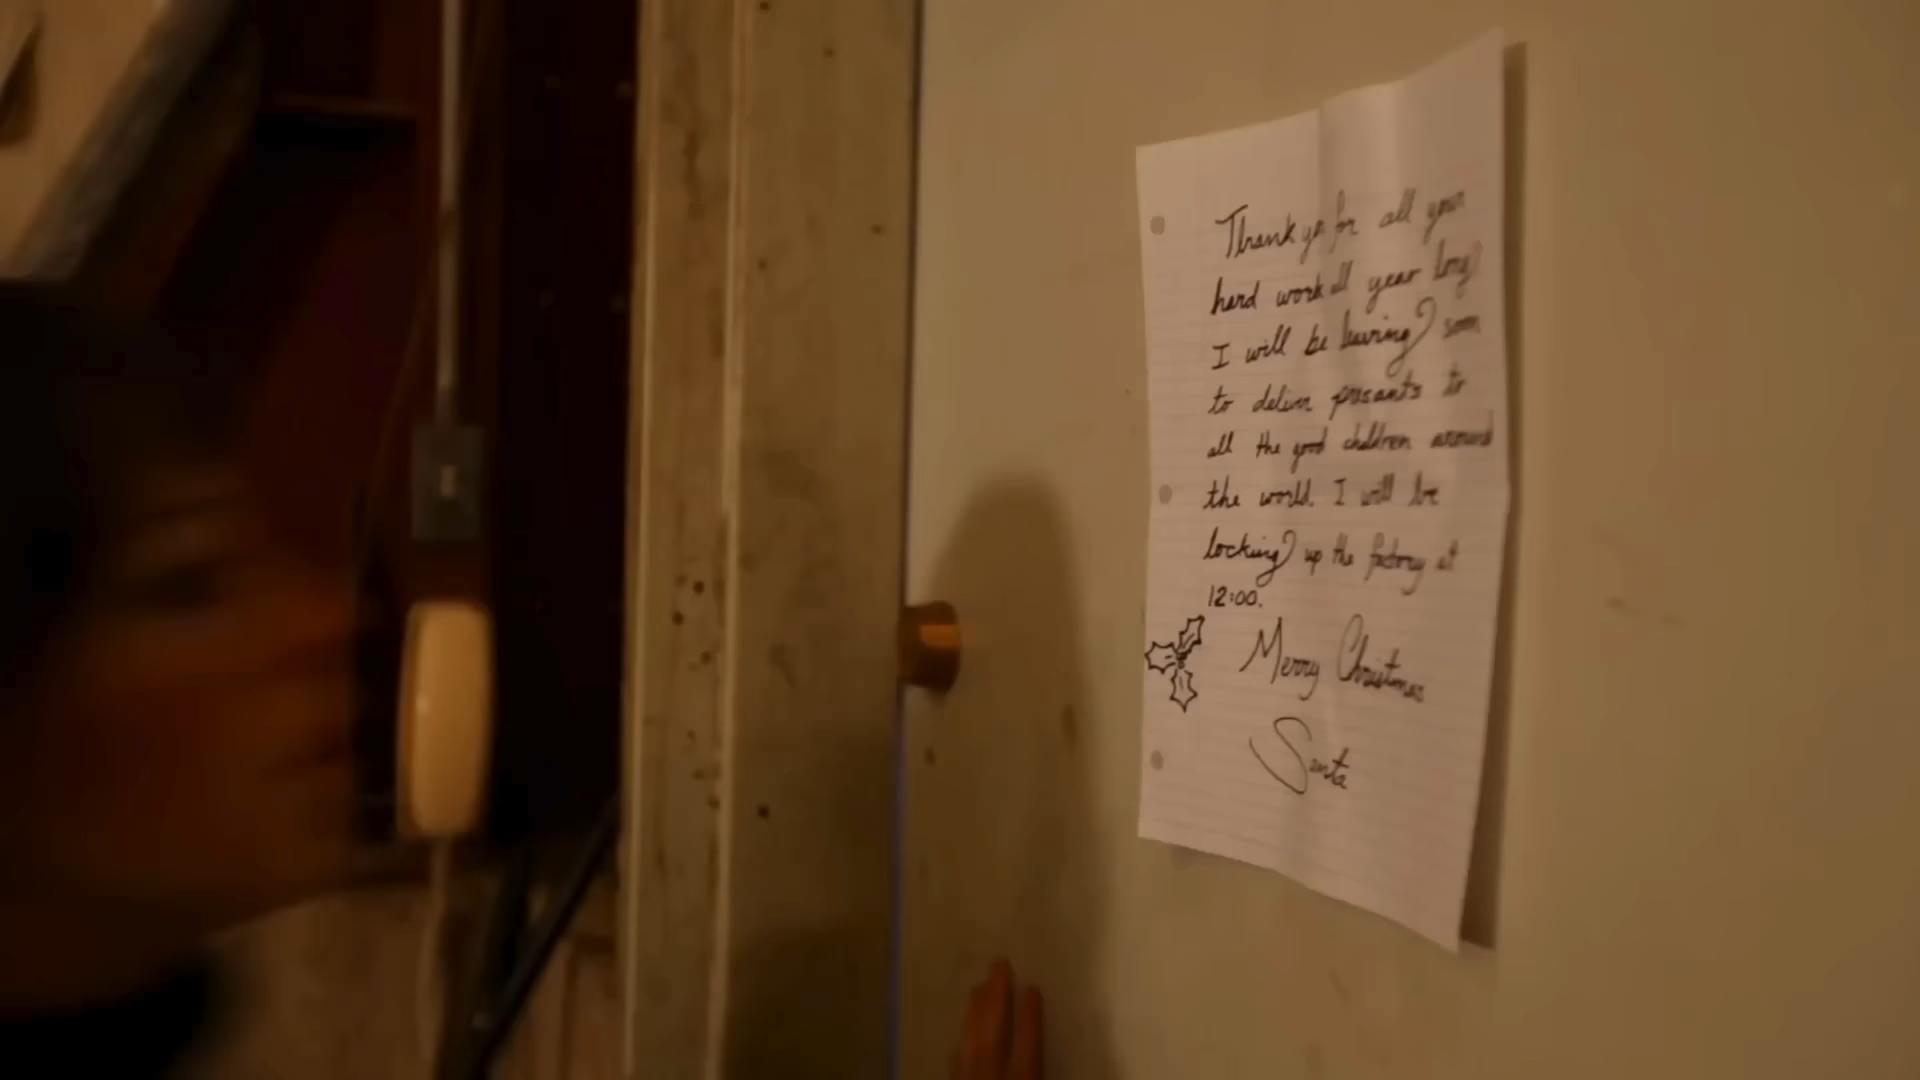 Thank you for all your
hard work all year long
I will be leaving soon
to deliver presants to
all the good children around
the world. I will be
locking up the factory at
12:00.
Merry Christmas
Santa